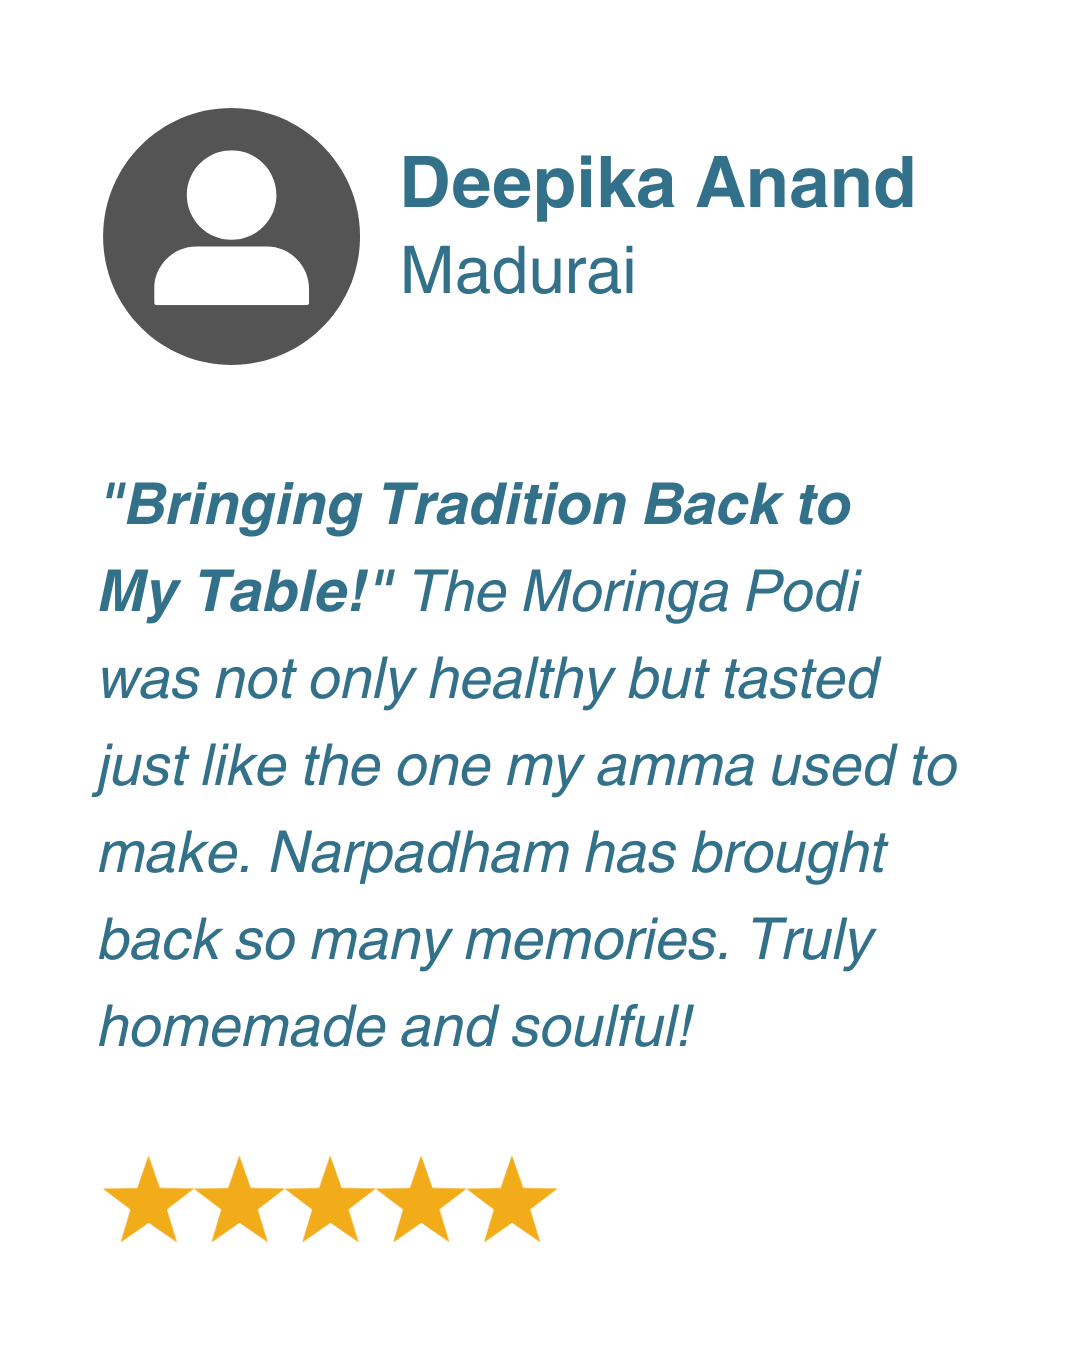 Deepika Anand
Madurai
"Bringing Tradition Back to
My Table!" The Moringa Podi
was not only healthy but tasted
just like the one my amma used to
make. Narpadham has brought
back so many memories. Truly
homemade and soulful!